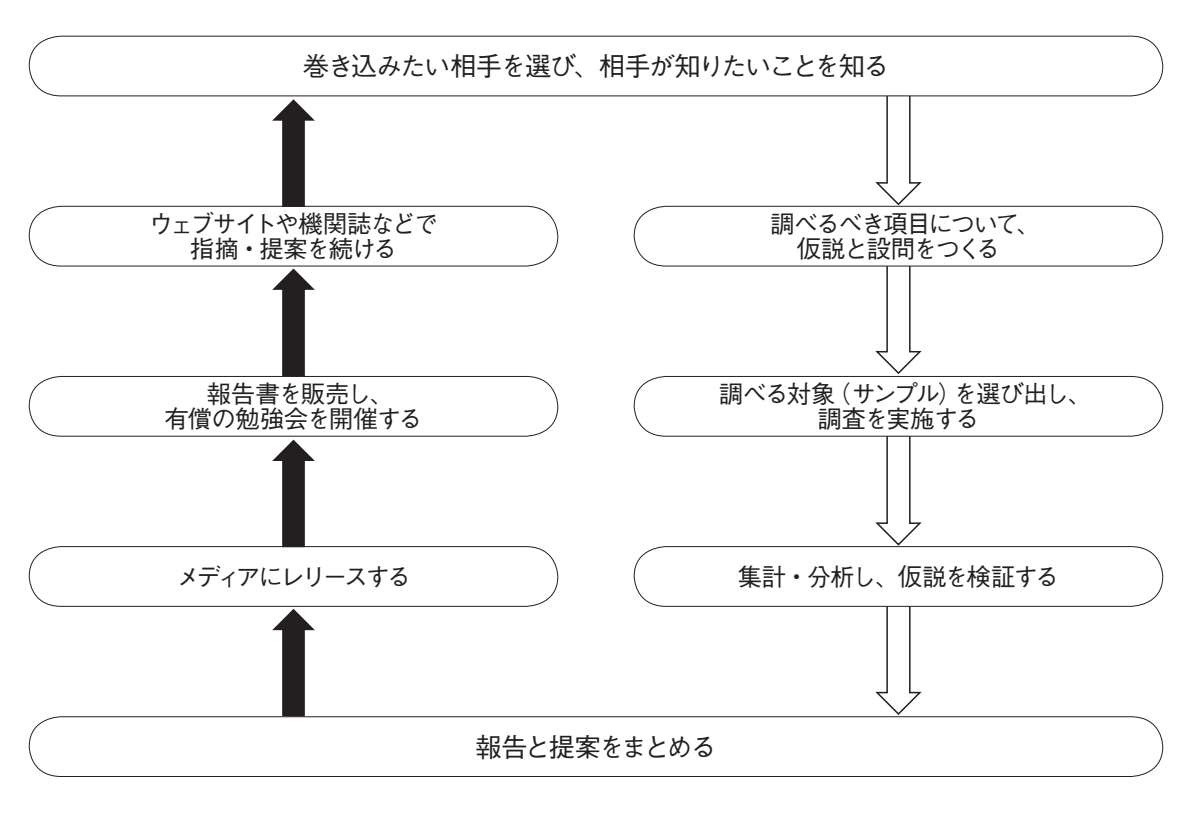 巻き込みたい相手を選び、相手が知りたいことを知る
ウェブサイトや機関誌などで
指摘・提案を続ける
調べるべき項目について、
仮説と設問をつくる
報告書を販売し、
有償の勉強会を開催する
調べる対象（サンプル）を選び出し、
調査を実施する
メディアにレリースする
集計・分析し、仮説を検証する
報告と提案をまとめる